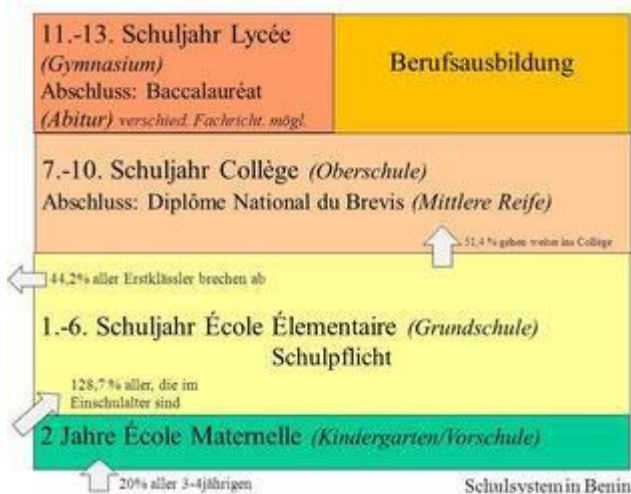 11.-13. Schuljahr Lycée
(Gymnasium)
Abschluss: Baccalauréat
(Abitur) verschied. Fachricht. mögl.
Berufsausbildung
7.-10. Schuljahr Collège (Oberschule)
Abschluss: Diplôme National du Brevis (Mittlere Reife)
51,4 % gehen weiter ins Collège
44,2% aller Erstklässler brechen ab
1.-6. Schuljahr École Élementaire (Grundschule)
Schulpflicht
128,7 % aller, die im
Einschulalter sind
2 Jahre École Maternelle (Kindergarten/Vorschule)
20% aller 3-4jährigen
Schulsystem in Benin